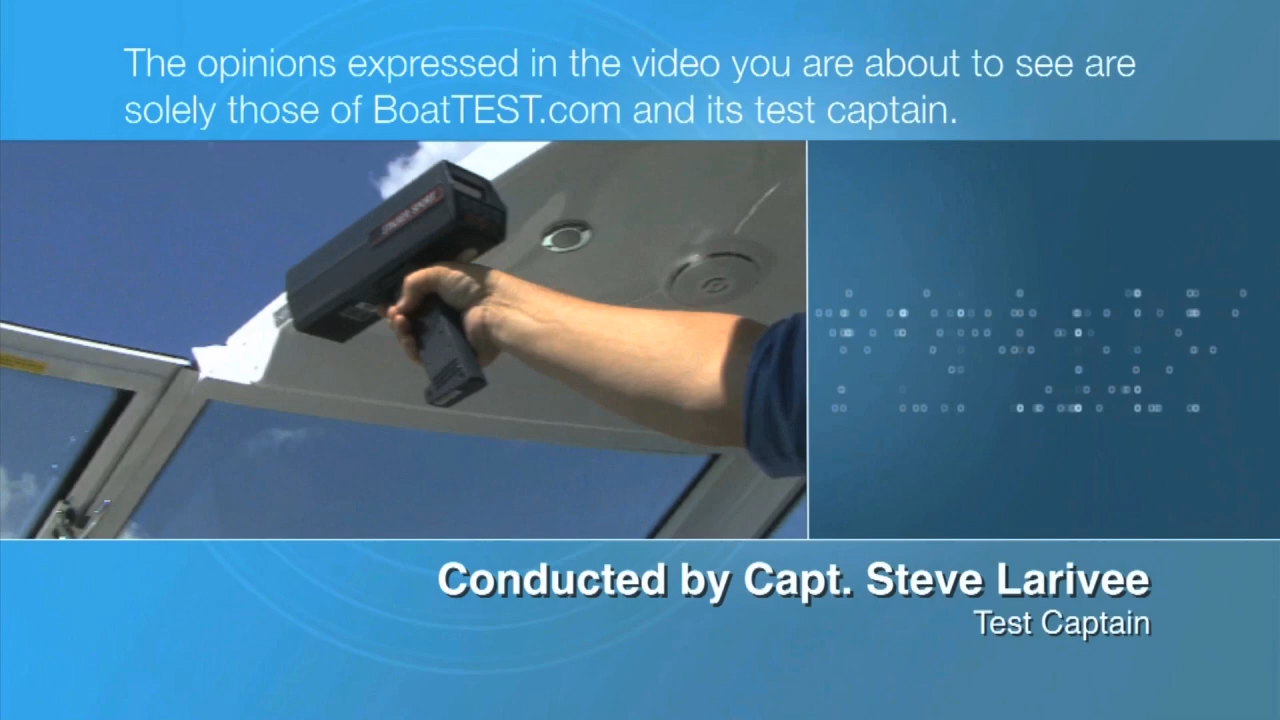 The opinions expressed in the video you are about to see are
solely those of BoatTEST.com and its test captain.
Conducted by Capt. Steve Larivee
Test Captain